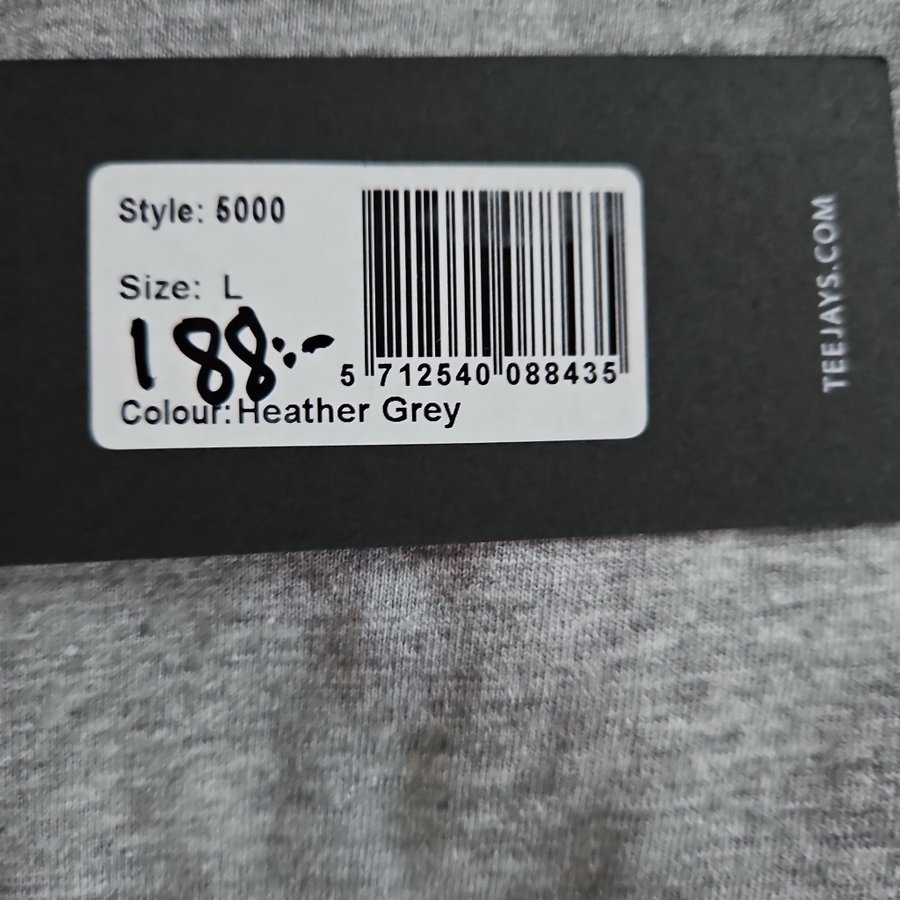 Style: 5000
Size: L
188:-
5 712540 088435
Colour: Heather Grey
TEEJAYS.COM